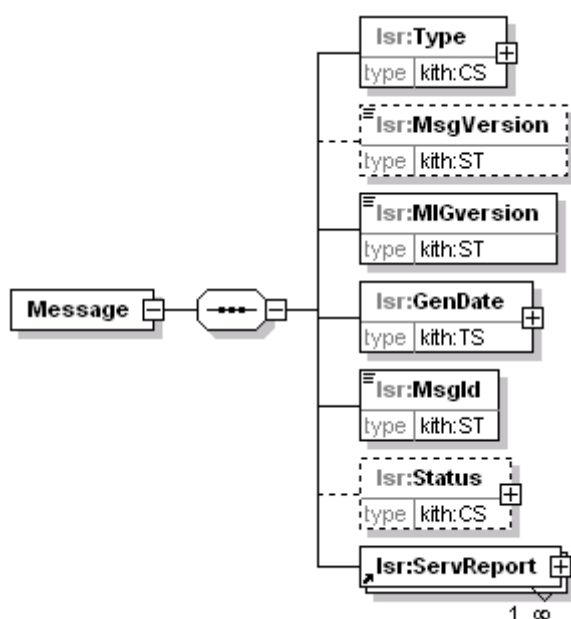 lsr:Type
type kith:CS
lsr:MsgVersion
type kith:ST
lsr:MIGversion
type kith:ST
Message
lsr:GenDate
type kith:TS
lsr:MsgId
type kith:ST
lsr:Status
type kith:CS
lsr:ServReport
1..∞